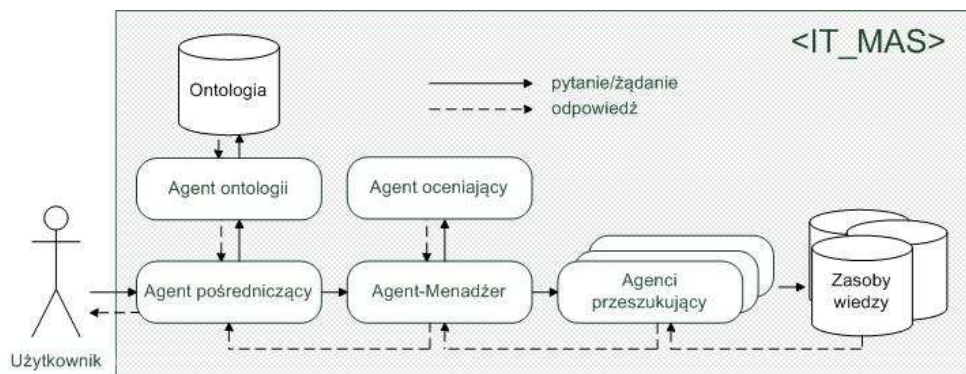 <IT_MAS>
Ontologia
pytanie/żądanie
odpowiedź
Agent ontologii
Agent oceniający
Agent pośredniczący
Agent-Menadżer
Agenci
przeszukujący
Zasoby
wiedzy
Użytkownik